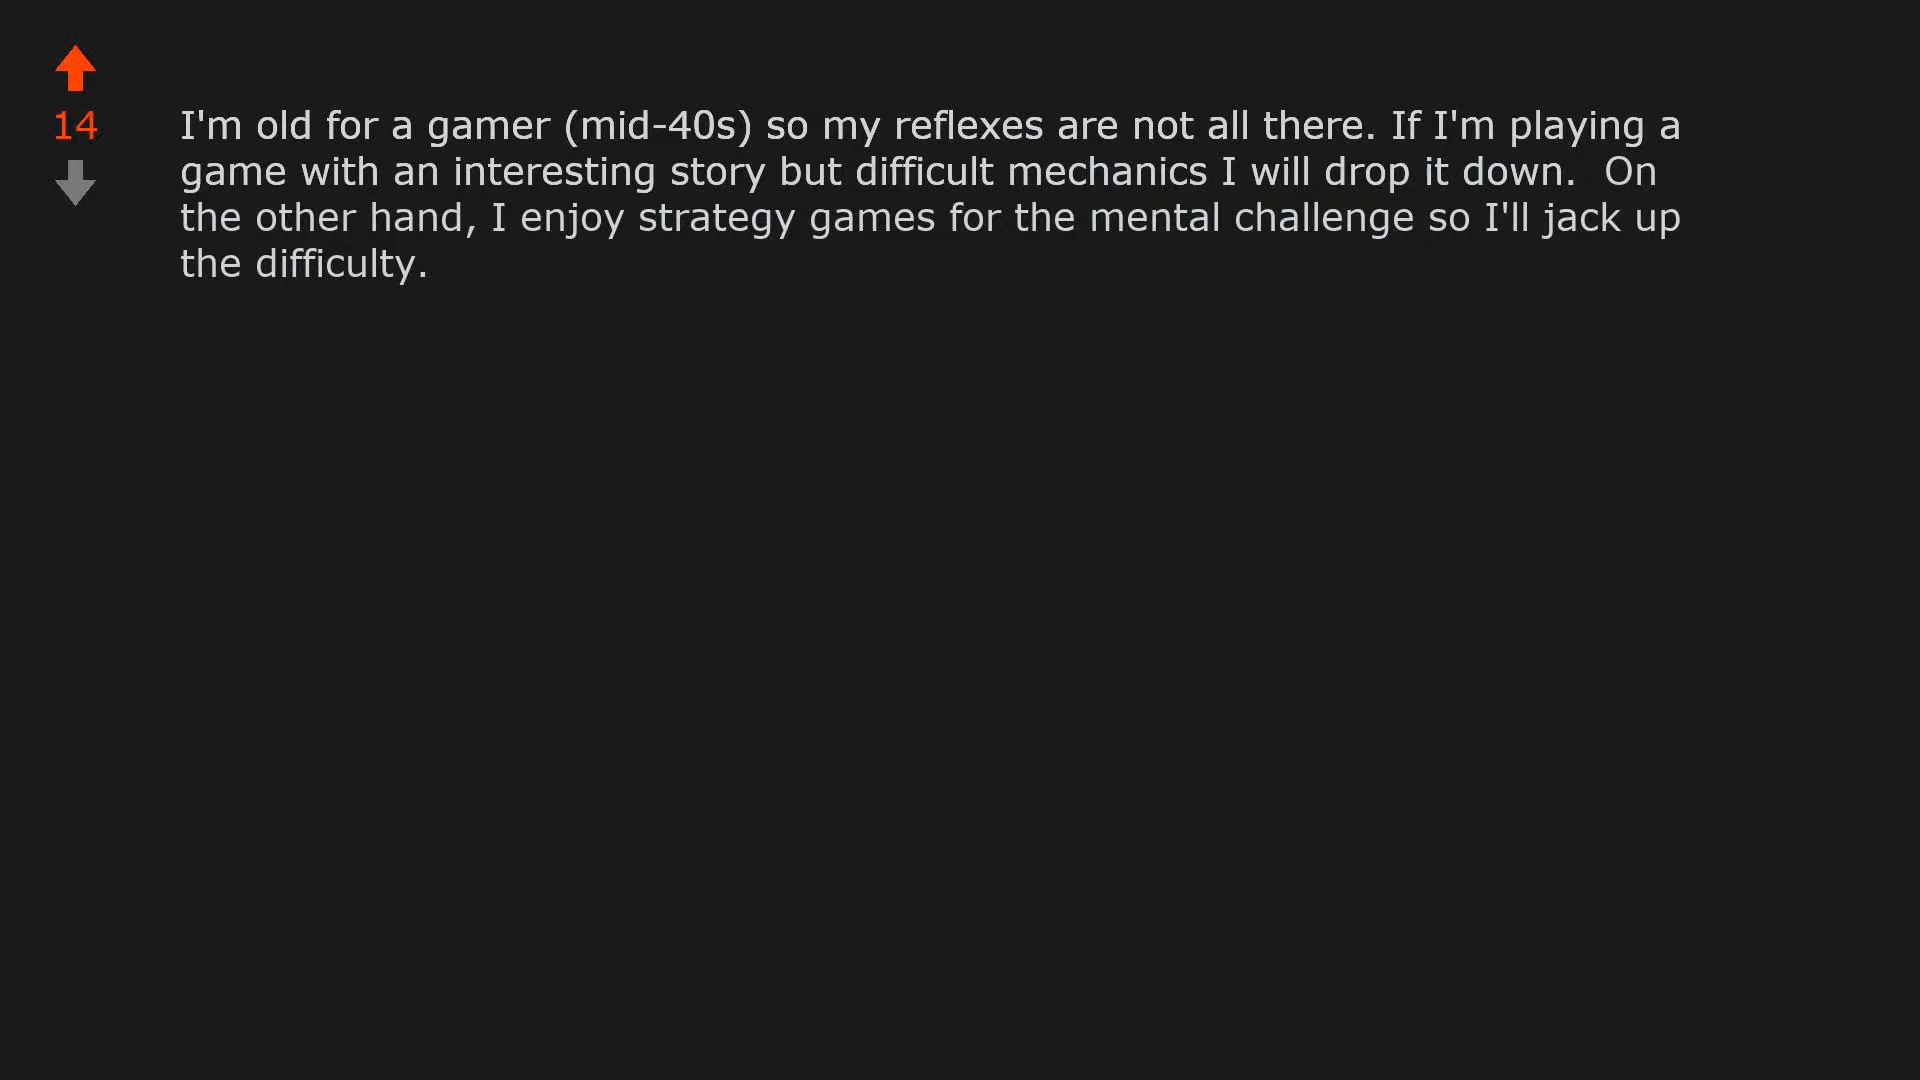 14
I'm old for a gamer (mid-40s) so my reflexes are not all there. If I'm playing a
game with an interesting story but difficult mechanics I will drop it down.  On
the other hand, I enjoy strategy games for the mental challenge so I'll jack up
the difficulty.